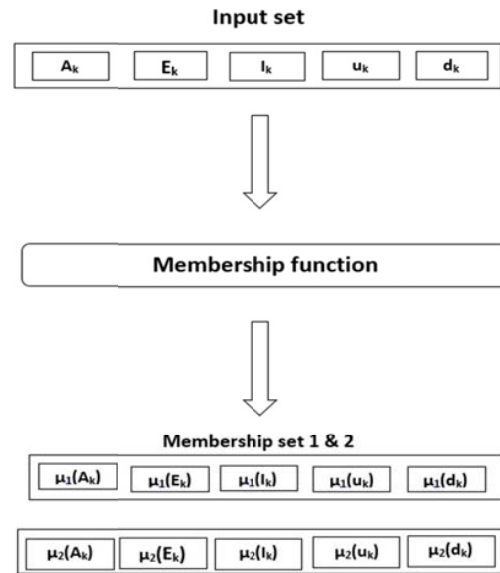 Input set
Aₖ Eₖ Iₖ uₖ dₖ
Membership function
Membership set 1 & 2
μ₁(Aₖ) μ₁(Eₖ) μ₁(Iₖ) μ₁(uₖ) μ₁(dₖ)
μ₂(Aₖ) μ₂(Eₖ) μ₂(Iₖ) μ₂(uₖ) μ₂(dₖ)